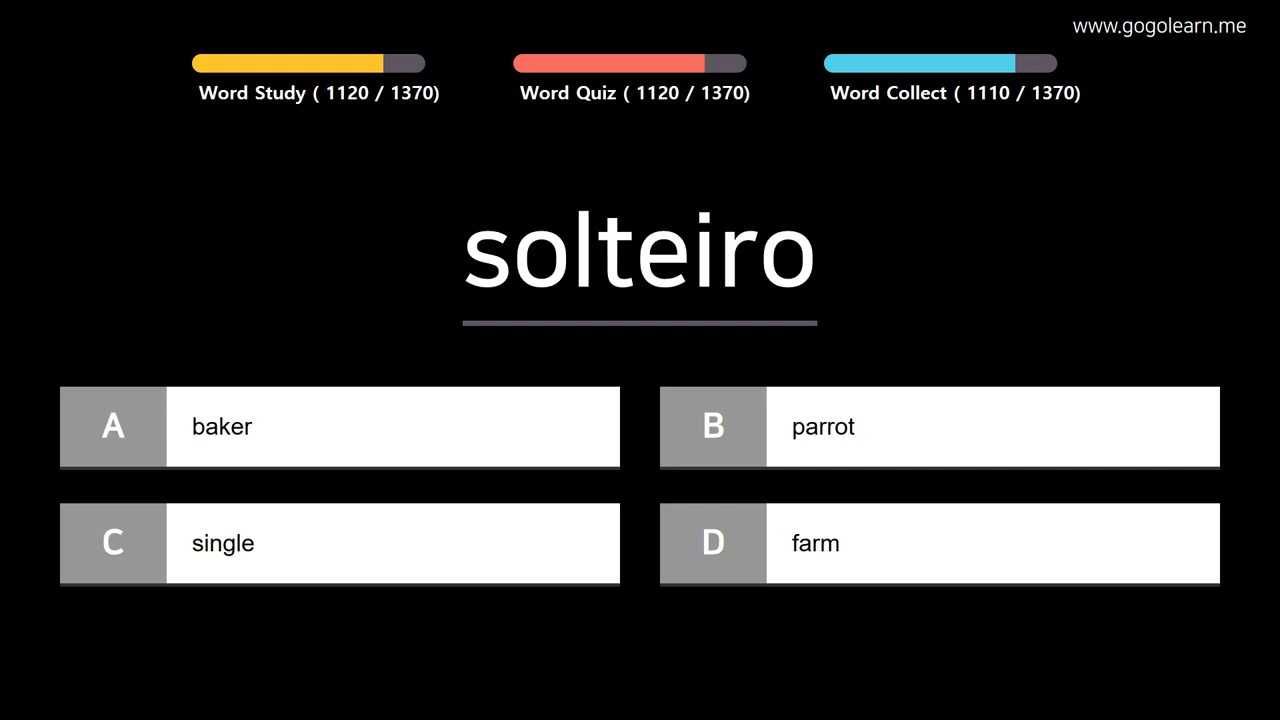 www.gogolearn.me
Word Study ( 1120 / 1370)
Word Quiz ( 1120 / 1370)
Word Collect ( 1110 / 1370)
solteiro
A baker
B parrot
C single
D farm